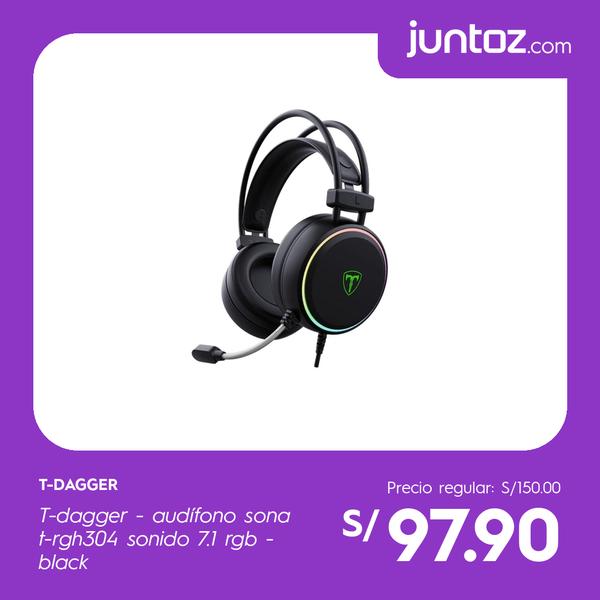 juntoz.com
L
T-DAGGER
T-dagger - audífono sona
t-rgh304 sonido 7.1 rgb -
black
Precio regular: S/150.00
S/97.90